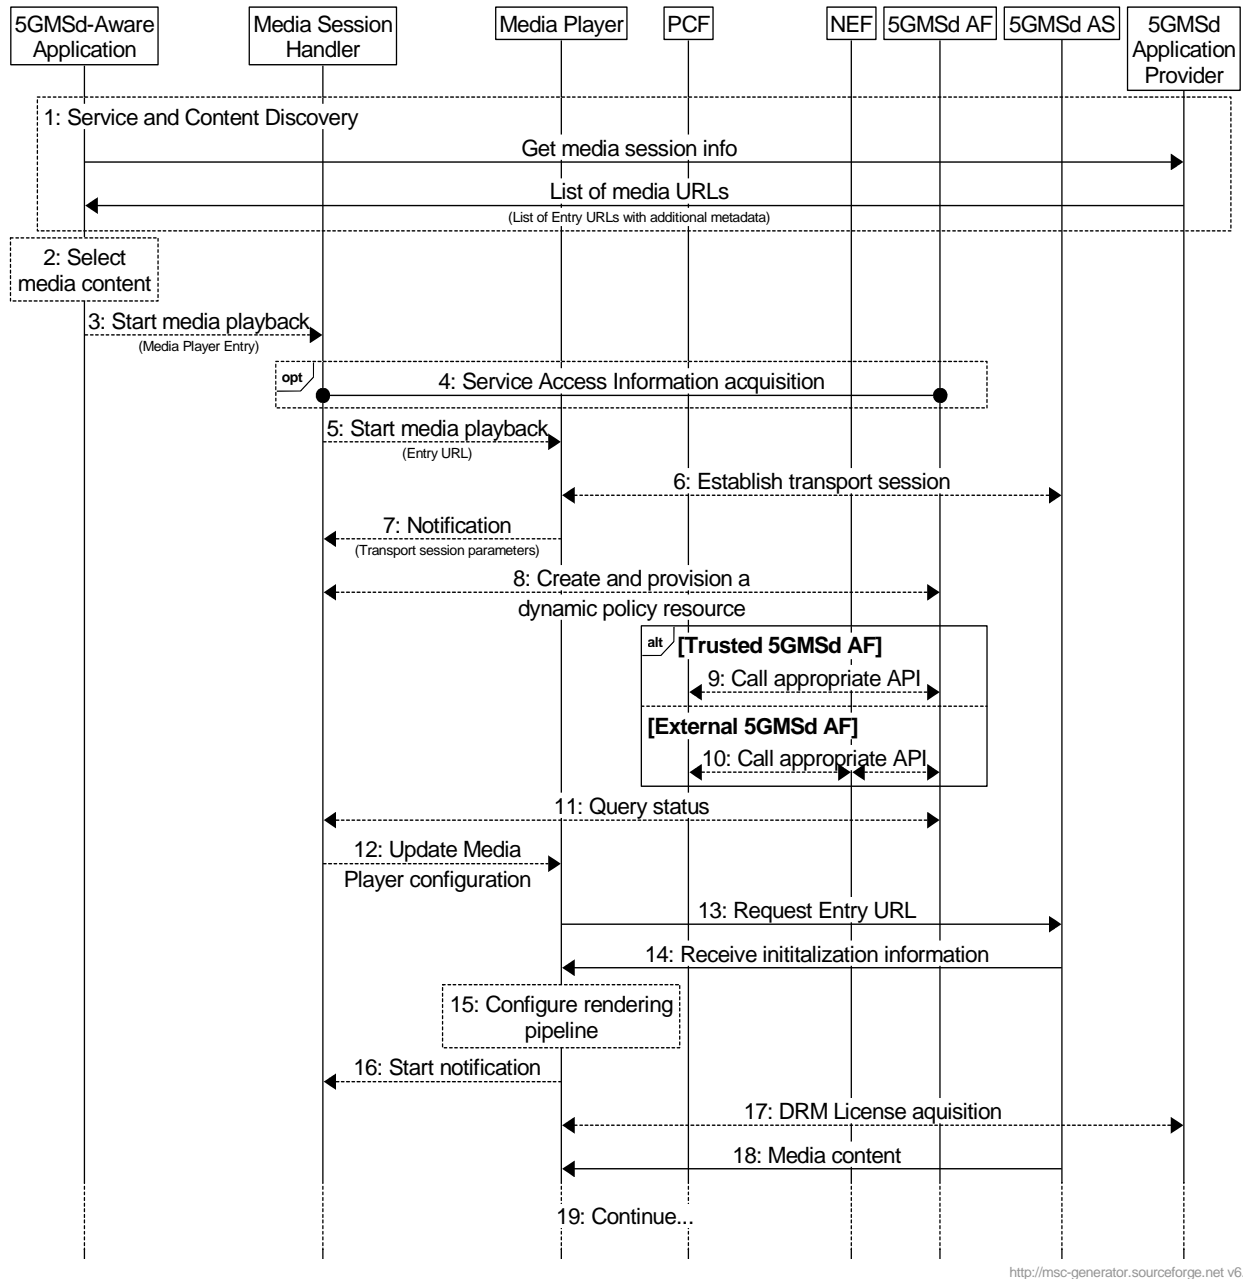 5GMSd-Aware
Application
Media Session
Handler
Media Player
PCF
NEF
5GMSd AF
5GMSd AS
5GMSd
Application
Provider
1: Service and Content Discovery
Get media session info
List of media URLs
(List of Entry URLs with additional metadata)
2: Select
media content
3: Start media playback
(Media Player Entry)
opt
4: Service Access Information acquisition
5: Start media playback
(Entry URL)
6: Establish transport session
7: Notification
(Transport session parameters)
8: Create and provision a
dynamic policy resource
alt
[Trusted 5GMSd AF]
9: Call appropriate API
[External 5GMSd AF]
10: Call appropriate API
11: Query status
12: Update Media
Player configuration
13: Request Entry URL
14: Receive inititalization information
15: Configure rendering
pipeline
16: Start notification
17: DRM License aquisition
18: Media content
19: Continue...
http://msc-generator.sourceforge.net v6